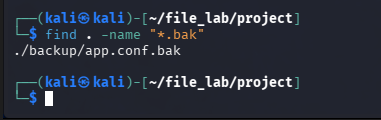 ┌──(kali㉿kali)-[~/file_lab/project]
└─$ find . -name "*.bak"
./backup/app.conf.bak
┌──(kali㉿kali)-[~/file_lab/project]
└─$